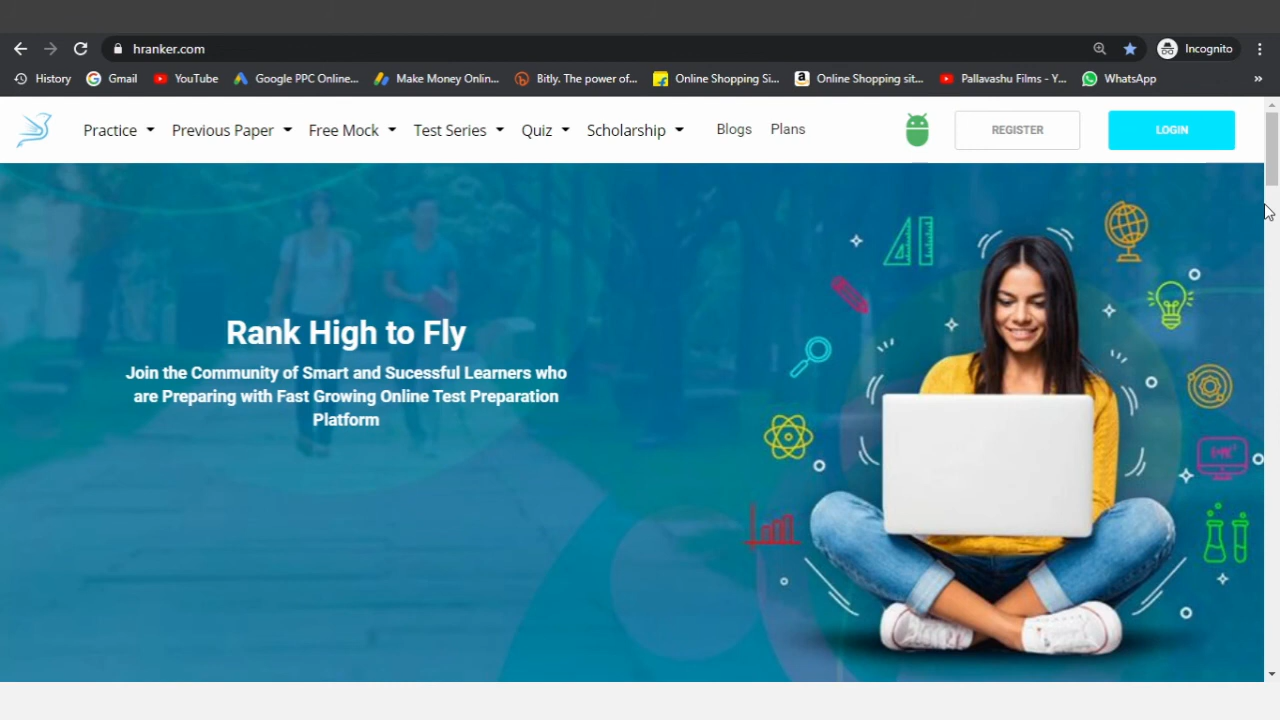 hranker.com
Incognito
History
Gmail
YouTube
Google PPC Online...
Make Money Onlin...
Bitly. The power of...
Online Shopping Si...
Online Shopping sit...
Pallavashu Films - Y...
WhatsApp
»
Practice
Previous Paper
Free Mock
Test Series
Quiz
Scholarship
Blogs
Plans
REGISTER
LOGIN
Rank High to Fly
Join the Community of Smart and Sucessful Learners who
are Preparing with Fast Growing Online Test Preparation
Platform